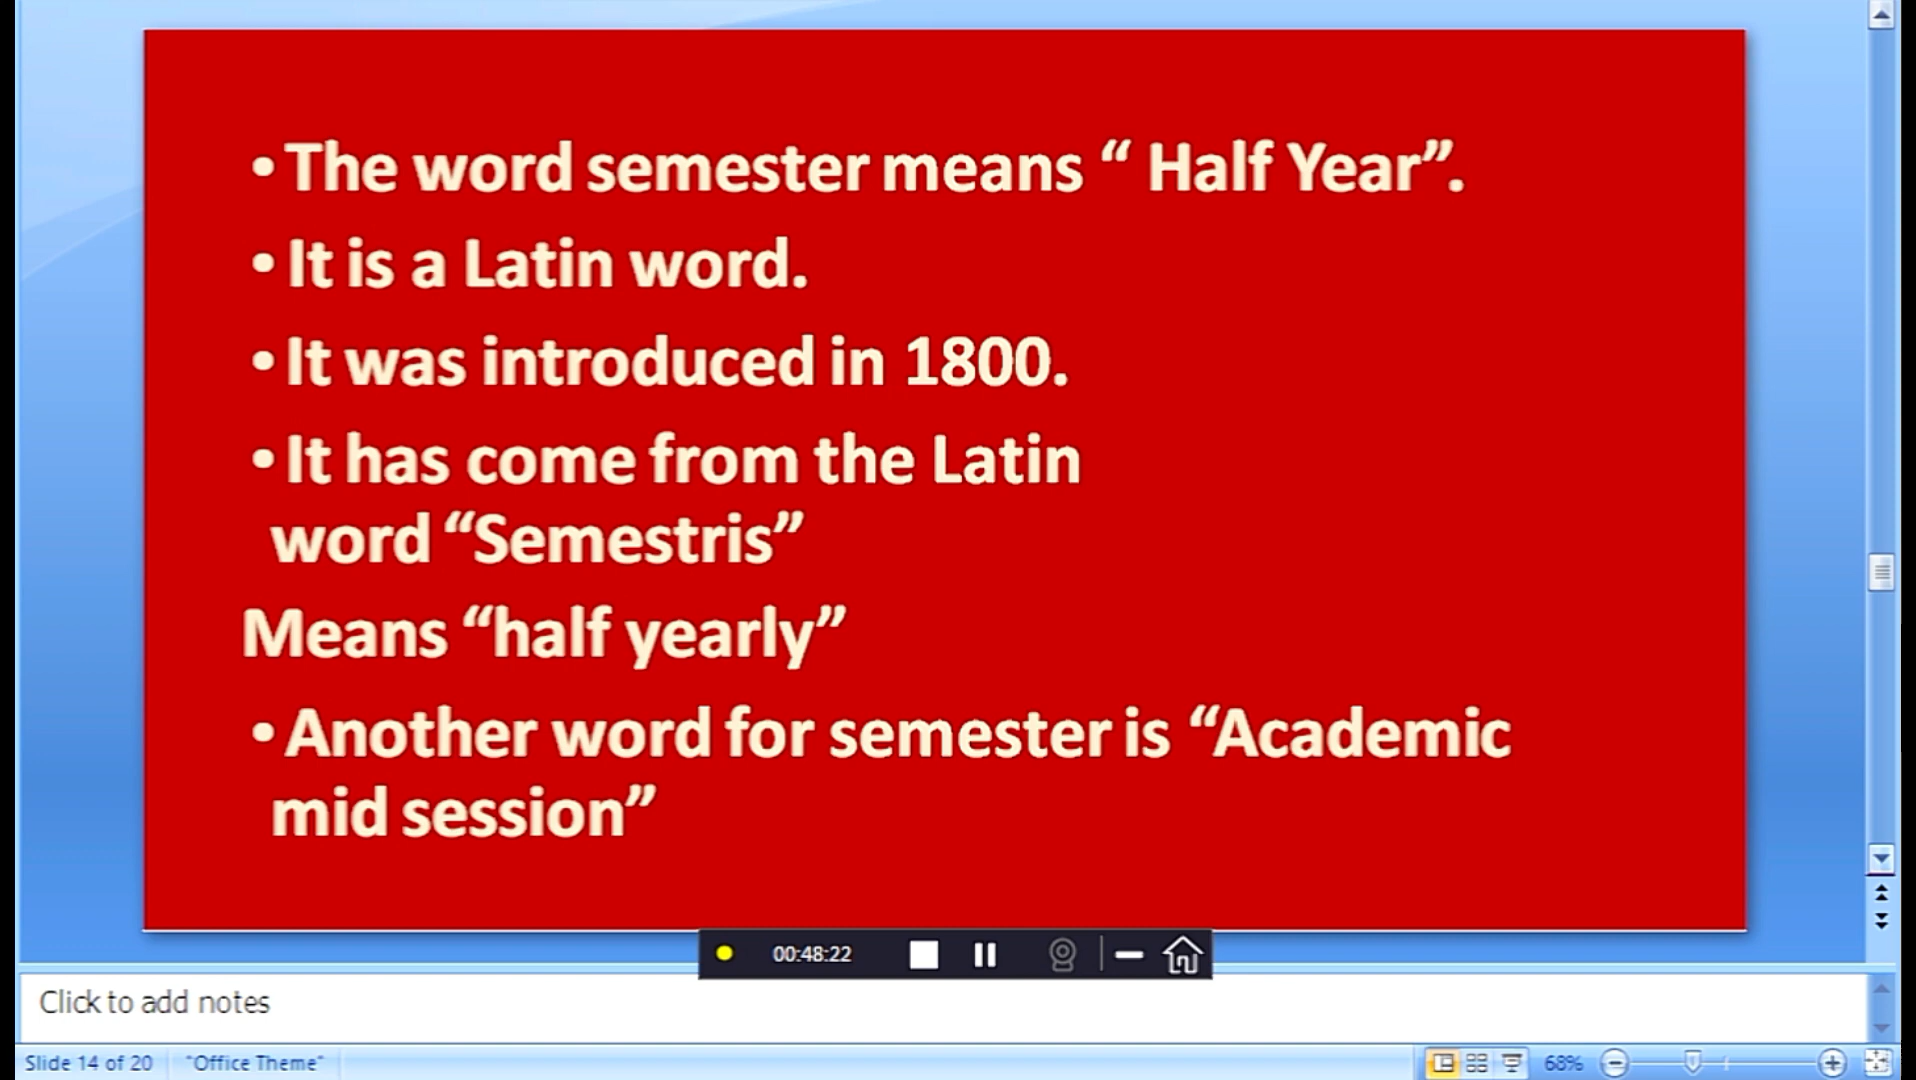 • The word semester means “ Half Year”.
• It is a Latin word.
• It was introduced in 1800.
• It has come from the Latin
word “Semestris”
Means “half yearly”
• Another word for semester is “Academic
mid session”
00:48:22
Click to add notes
Slide 14 of 20 "Office Theme" 68%